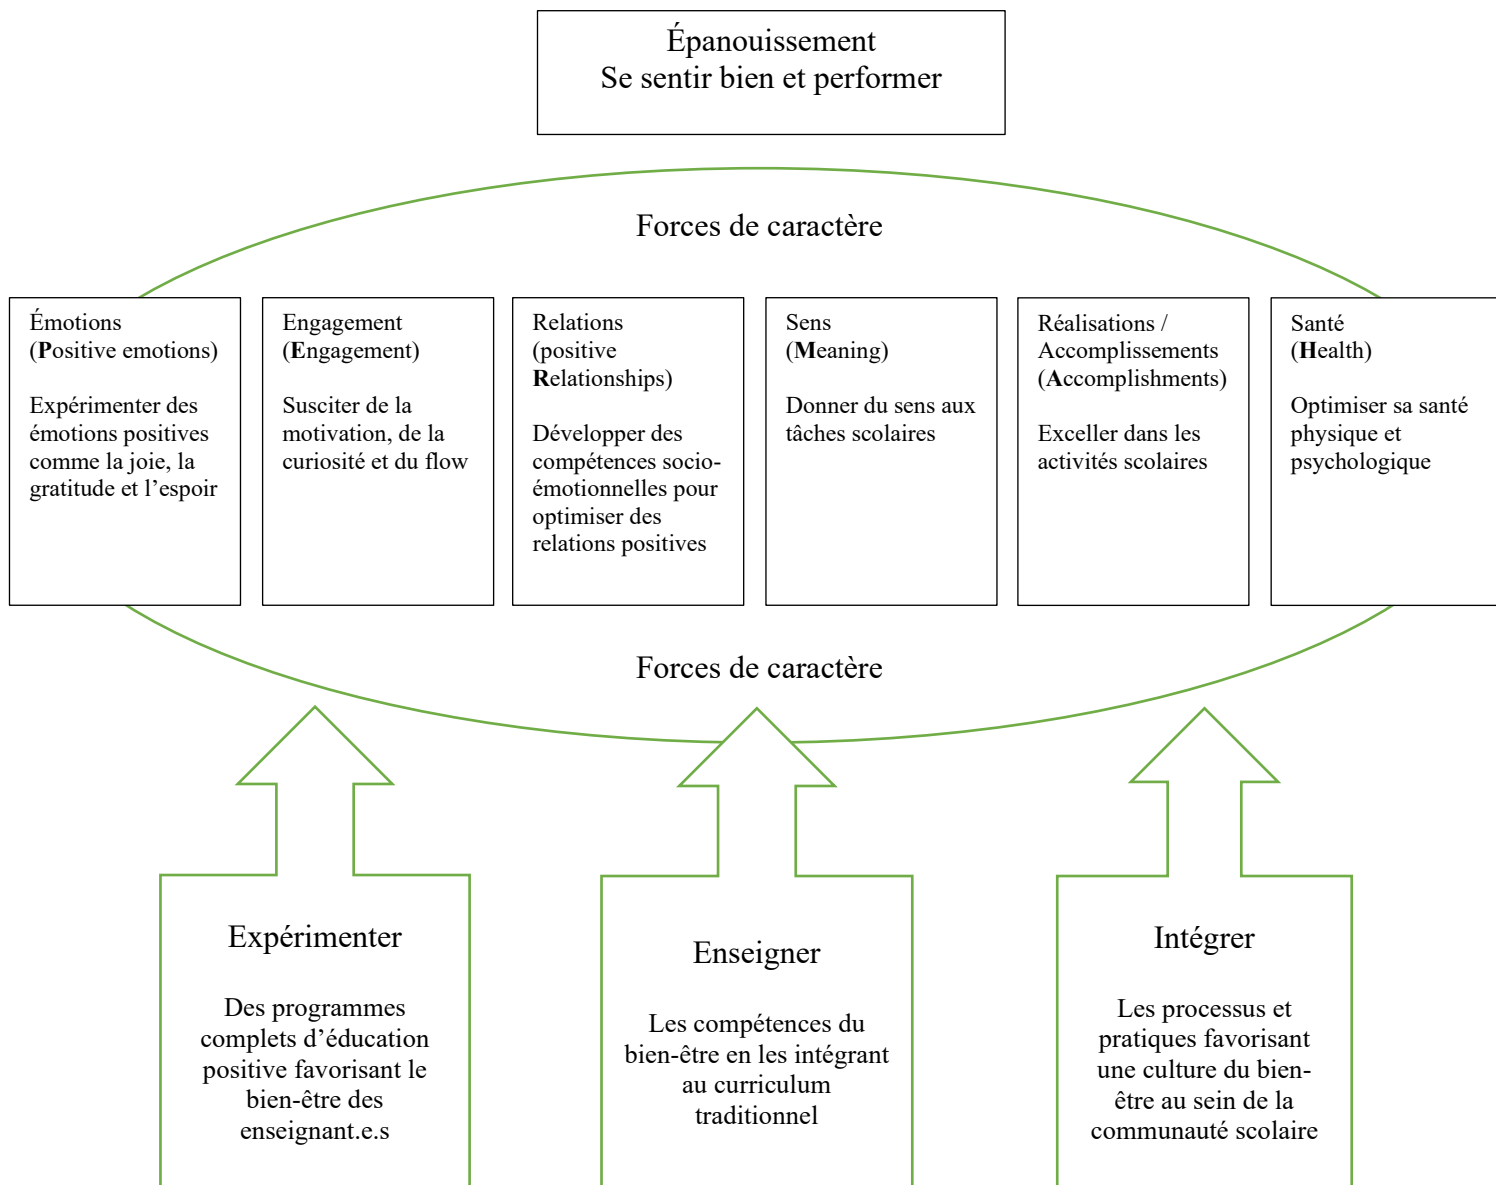 Épanouissement
Se sentir bien et performer
Forces de caractère
Émotions
(Positive emotions)
Expérimenter des
émotions positives
comme la joie, la
gratitude et l’espoir
Engagement
(Engagement)
Susciter de la
motivation, de la
curiosité et du flow
Relations
(positive
Relationships)
Développer des
compétences socio-
émotionnelles pour
optimiser des
relations positives
Sens
(Meaning)
Donner du sens aux
tâches scolaires
Réalisations /
Accomplissements
(Accomplishments)
Exceller dans les
activités scolaires
Santé
(Health)
Optimiser sa santé
physique et
psychologique
Forces de caractère
Expérimenter
Des programmes
complets d’éducation
positive favorisant le
bien-être des
enseignant.e.s
Enseigner
Les compétences du
bien-être en les intégrant
au curriculum
traditionnel
Intégrer
Les processus et
pratiques favorisant
une culture du bien-
être au sein de la
communauté scolaire